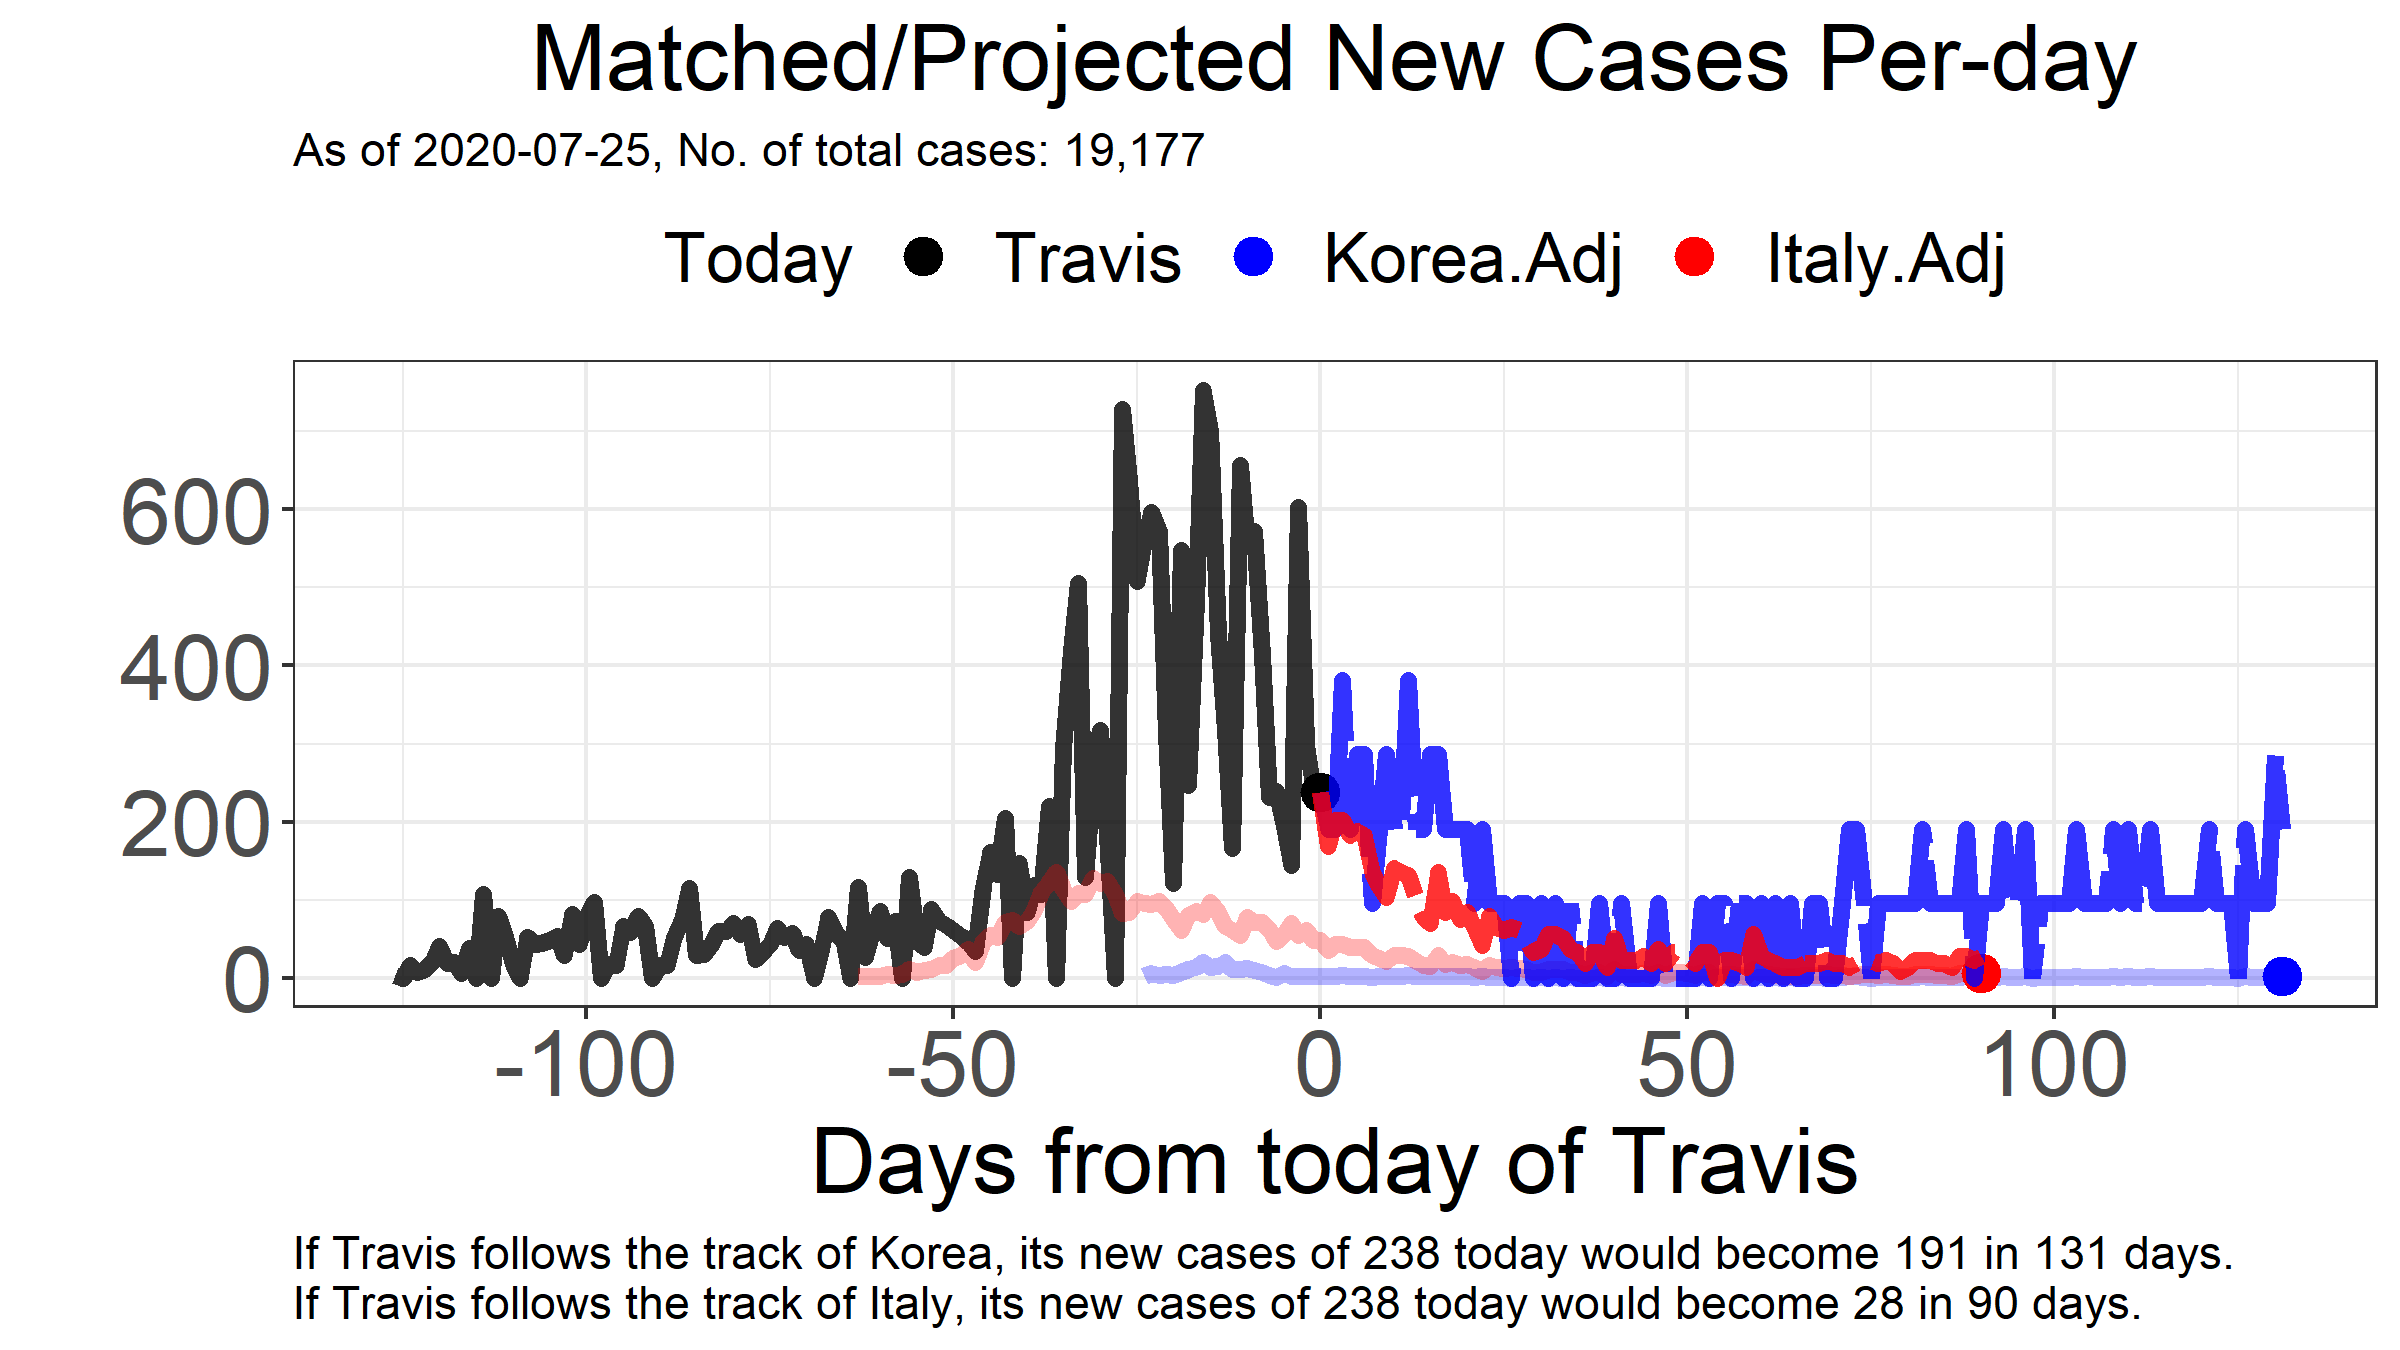 Matched/Projected New Cases Per-day
As of 2020-07-25, No. of total cases: 19,177
Today Travis Korea.Adj Italy.Adj
600
400
200
0
-100 -50 0 50 100
Days from today of Travis
If Travis follows the track of Korea, its new cases of 238 today would become 191 in 131 days.
If Travis follows the track of Italy, its new cases of 238 today would become 28 in 90 days.